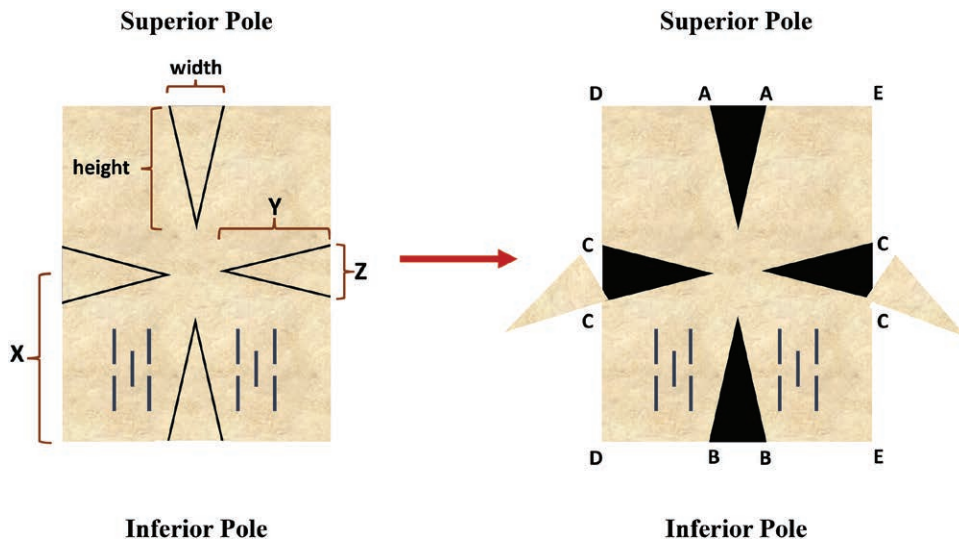 Superior Pole
width
height
Y
Z
X
Inferior Pole
Superior Pole
D A A E
C C
C C
D B B E
Inferior Pole